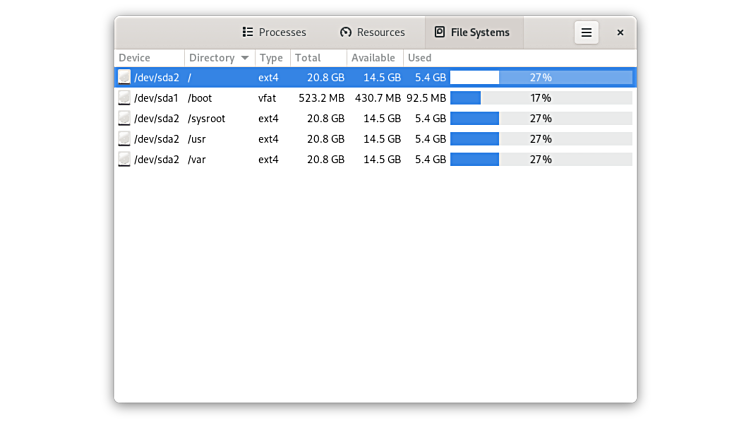 Processes Resources File Systems
Device Directory Type Total Available Used
/dev/sda2 / ext4 20.8 GB 14.5 GB 5.4 GB 27%
/dev/sda1 /boot vfat 523.2 MB 430.7 MB 92.5 MB 17%
/dev/sda2 /sysroot ext4 20.8 GB 14.5 GB 5.4 GB 27%
/dev/sda2 /usr ext4 20.8 GB 14.5 GB 5.4 GB 27%
/dev/sda2 /var ext4 20.8 GB 14.5 GB 5.4 GB 27%